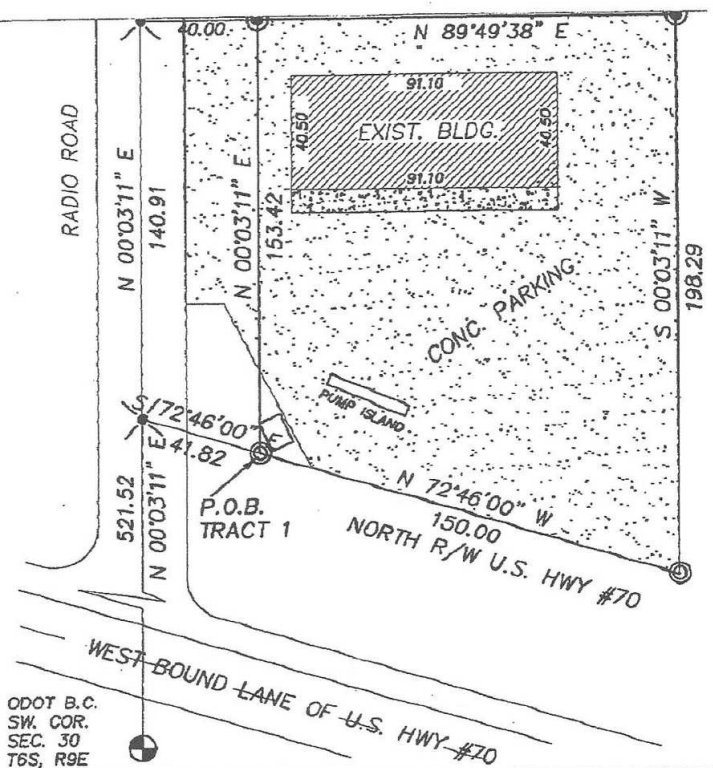 40.00
N 89°49'38" E
RADIO ROAD
N 00°03'11" E
140.91
N 00°03'11" E
153.42
91.10
40.50
EXIST. BLDG.
40.50
91.10
S 00°03'11" W
198.29
CONC. PARKING
PUMP ISLAND
S 72°46'00" E
41.82
521.52
N 00°03'11" E
P.O.B.
TRACT 1
N 72°46'00" W
150.00
NORTH R/W U.S. HWY #70
WEST BOUND LANE OF U.S. HWY #70
ODOT B.C.
SW. COR.
SEC. 30
T6S, R9E